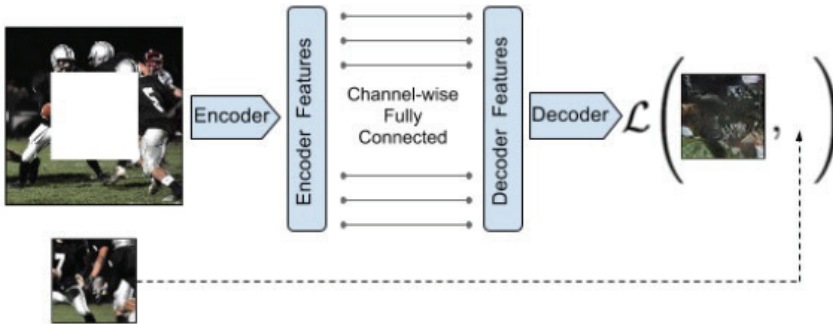 Encoder
Encoder Features
Channel-wise
Fully
Connected
Decoder Features
Decoder
ℒ ( , )